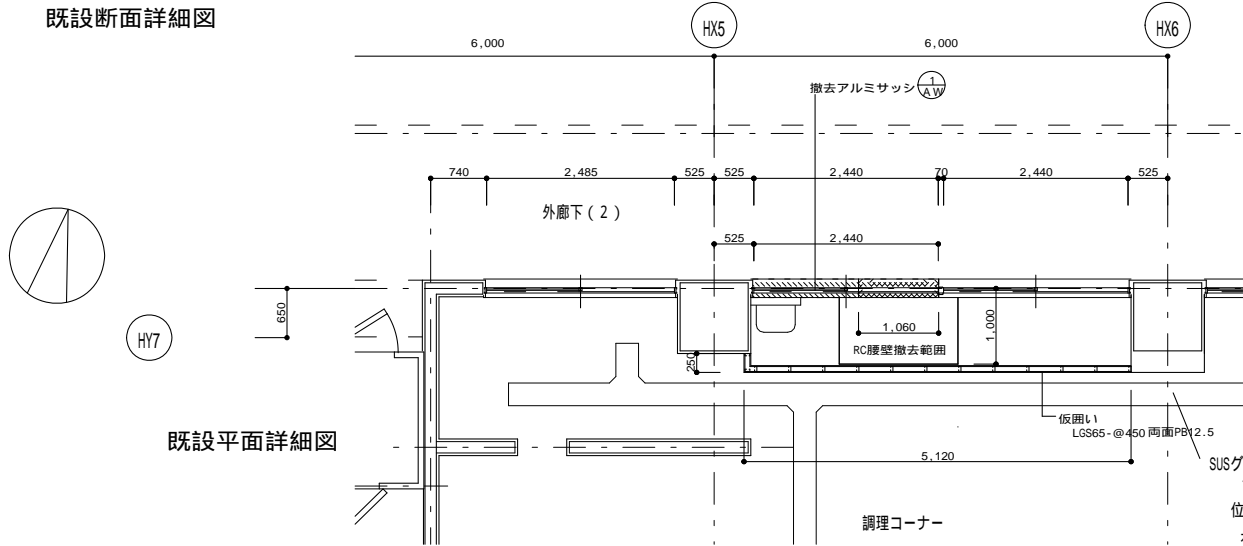 既設断面詳細図
HX5
HX6
6,000
6,000
撤去アルミサッシ
1
AW
740
2,485
525
525
2,440
70
2,440
525
外廊下(2)
525
2,440
650
HY7
1,060
RC腰壁撤去範囲
1,000
250
仮囲い
LGS65-@450 両面PB12.5
既設平面詳細図
5,120
SUSグ
位
調理コーナー